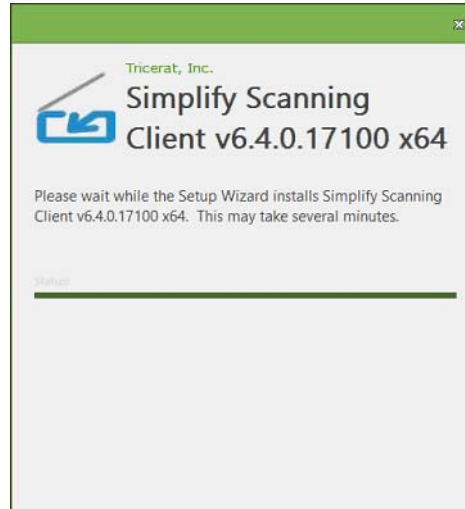 Tricerat, Inc.
Simplify Scanning
Client v6.4.0.17100 x64
Please wait while the Setup Wizard installs Simplify Scanning
Client v6.4.0.17100 x64. This may take several minutes.
Status: